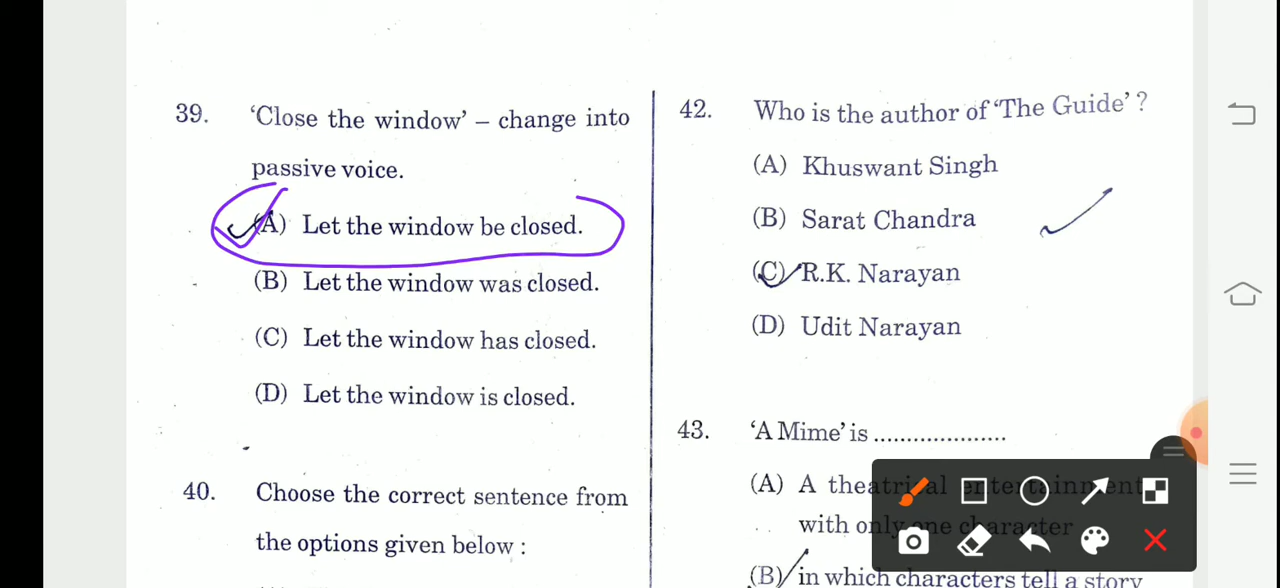 39. 'Close the window' – change into
passive voice.
(A) Let the window be closed.
(B) Let the window was closed.
(C) Let the window has closed.
(D) Let the window is closed.
40. Choose the correct sentence from
the options given below :
42. Who is the author of 'The Guide' ?
(A) Khuswant Singh
(B) Sarat Chandra
(C) R.K. Narayan
(D) Udit Narayan
43. 'A Mime' is ....................
(A) A theatrical entertainment
with only one character
(B) in which characters tell a story